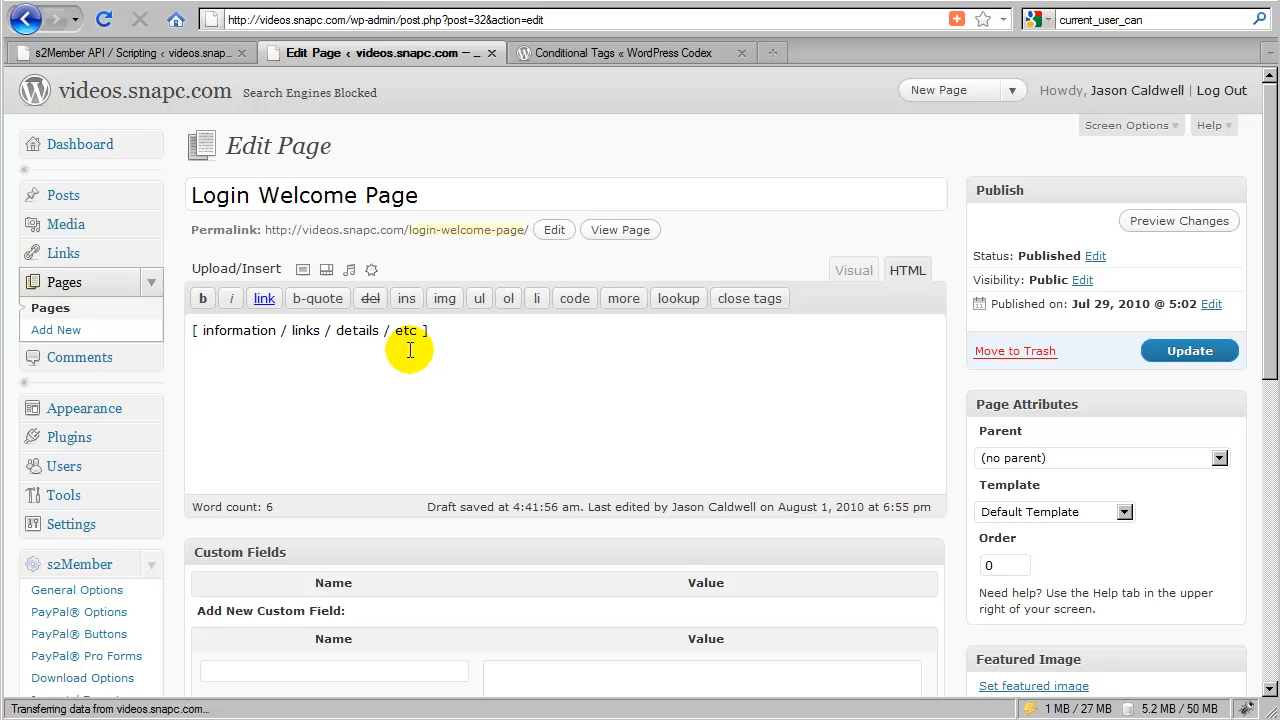 http://videos.snapc.com/wp-admin/post.php?post=32&action=edit
current_user_can
s2Member API / Scripting ‹ videos.snap...
Edit Page ‹ videos.snapc.com — ...
Conditional Tags « WordPress Codex
videos.snapc.com
Search Engines Blocked
New Page
Howdy, Jason Caldwell | Log Out
Screen Options
Help
Dashboard
Posts
Media
Links
Pages
Pages
Add New
Comments
Appearance
Plugins
Users
Tools
Settings
s2Member
General Options
PayPal® Options
PayPal® Buttons
PayPal® Pro Forms
Download Options
Edit Page
Login Welcome Page
Permalink: http://videos.snapc.com/login-welcome-page/ Edit View Page
Upload/Insert
Visual
HTML
b i link b-quote del ins img ul ol li code more lookup close tags
[ information / links / details / etc ]
Word count: 6
Draft saved at 4:41:56 am. Last edited by Jason Caldwell on August 1, 2010 at 6:55 pm
Custom Fields
Name Value
Add New Custom Field:
Name Value
Publish
Preview Changes
Status: Published Edit
Visibility: Public Edit
Published on: Jul 29, 2010 @ 5:02 Edit
Move to Trash
Update
Page Attributes
Parent
(no parent)
Template
Default Template
Order
0
Need help? Use the Help tab in the upper
right of your screen.
Featured Image
Set featured image
Transferring data from videos.snapc.com...
1 MB / 27 MB
5.2 MB / 50 MB